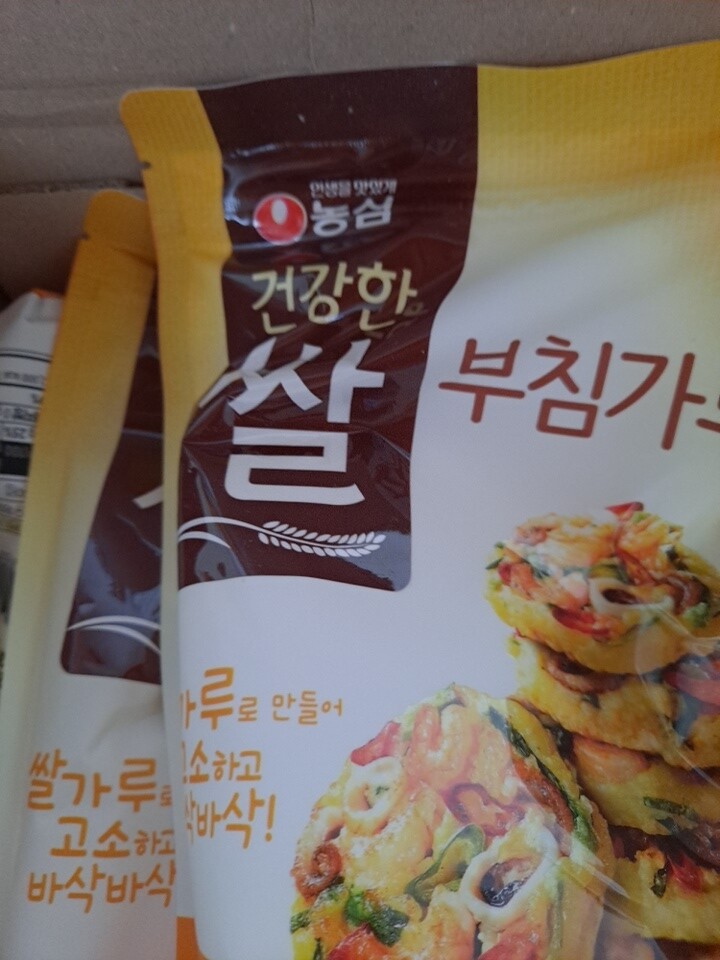 인생을 맛있게
농심
건강한
쌀
부침가
가루로 만들어
고소하고
바삭!
쌀가루로
고소하고
바삭바삭